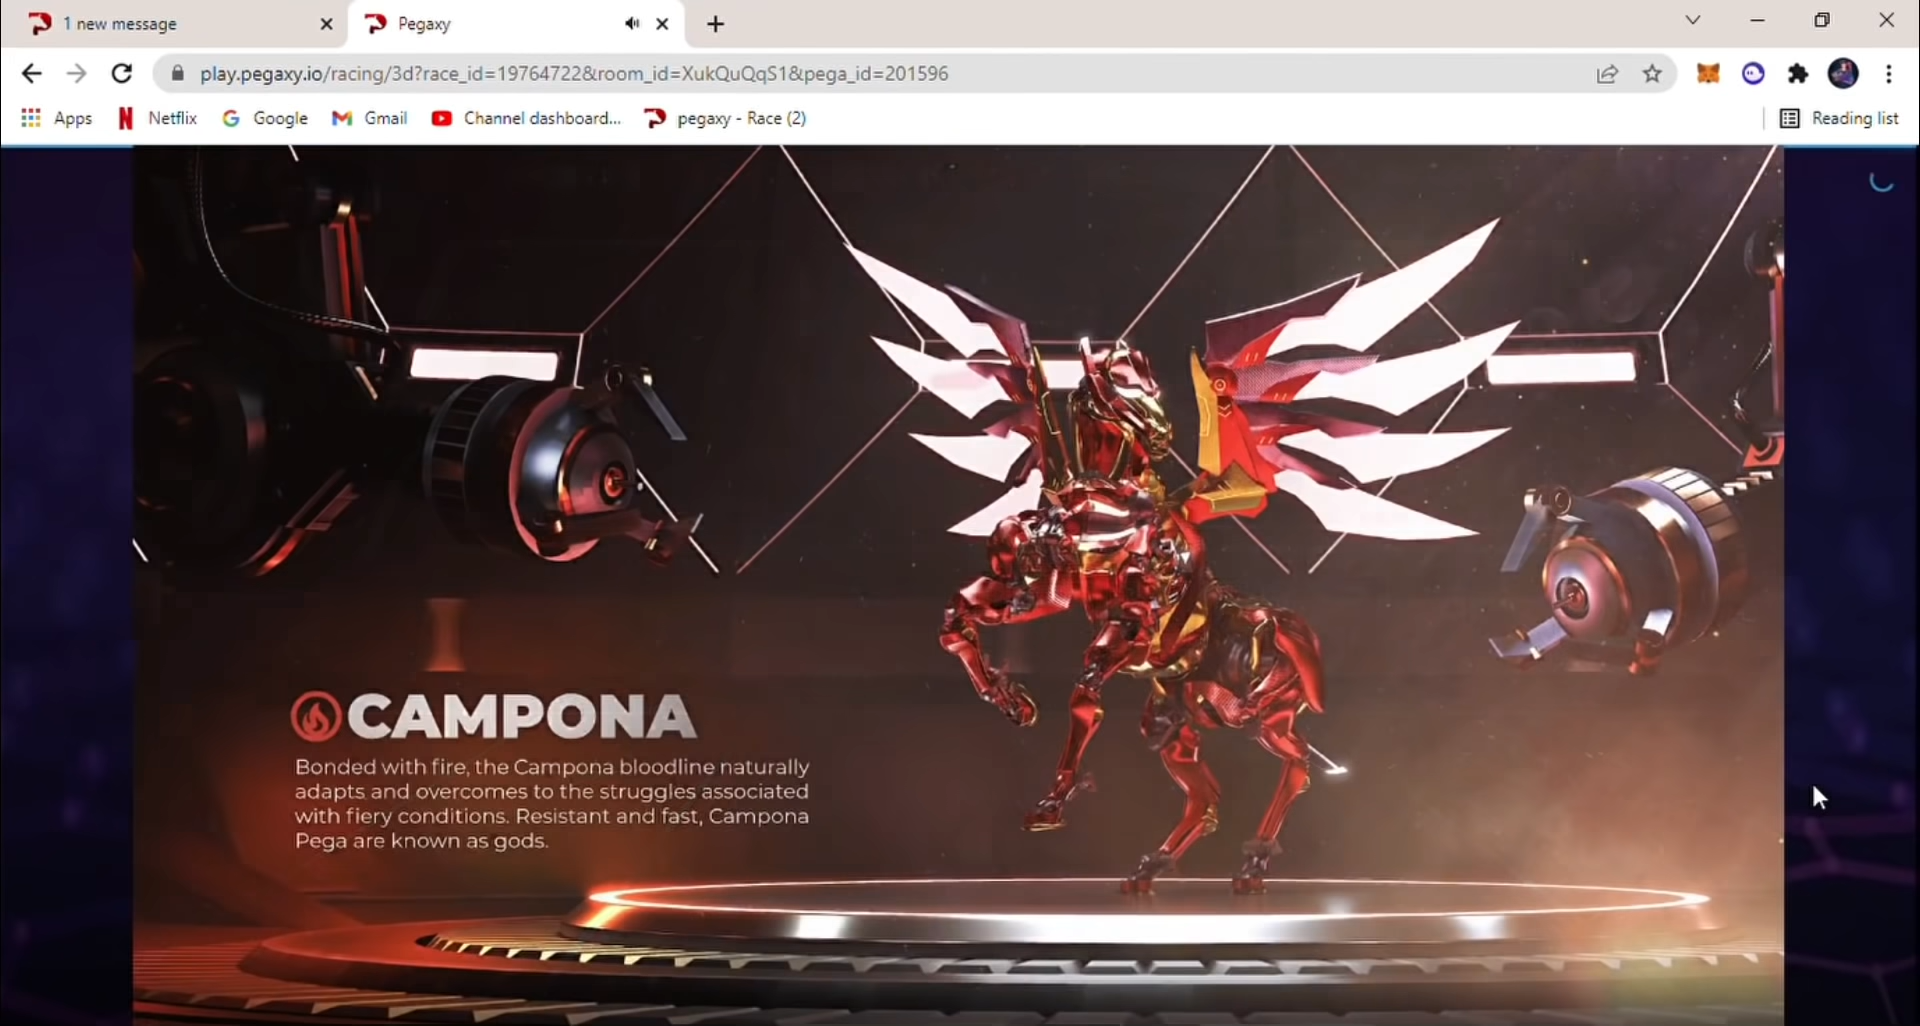 1 new message
Pegaxy
play.pegaxy.io/racing/3d?race_id=19764722&room_id=XukQuQqS1&pega_id=201596
Apps
Netflix
Google
Gmail
Channel dashboard...
pegaxy - Race (2)
Reading list
CAMPONA
Bonded with fire, the Campona bloodline naturally
adapts and overcomes to the struggles associated
with fiery conditions. Resistant and fast, Campona
Pega are known as gods.